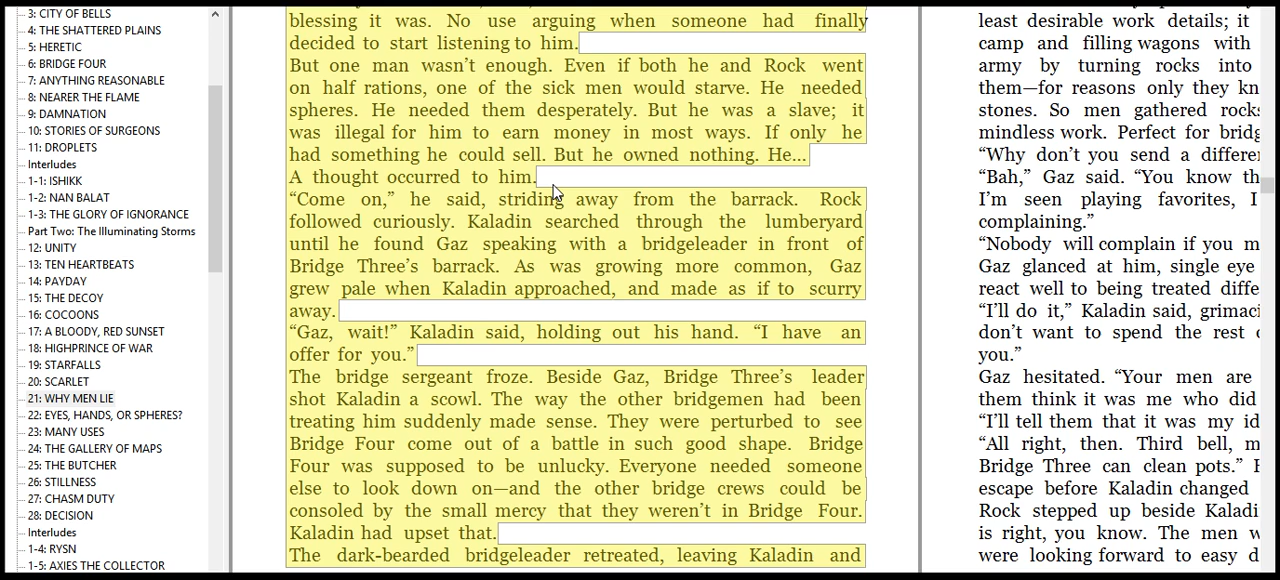 3: CITY OF BELLS
4: THE SHATTERED PLAINS
5: HERETIC
6: BRIDGE FOUR
7: ANYTHING REASONABLE
8: NEARER THE FLAME
9: DAMNATION
10: STORIES OF SURGEONS
11: DROPLETS
Interludes
1-1: ISHIKK
1-2: NAN BALAT
1-3: THE GLORY OF IGNORANCE
Part Two: The Illuminating Storms
12: UNITY
13: TEN HEARTBEATS
14: PAYDAY
15: THE DECOY
16: COCOONS
17: A BLOODY, RED SUNSET
18: HIGHPRINCE OF WAR
19: STARFALLS
20: SCARLET
21: WHY MEN LIE
22: EYES, HANDS, OR SPHERES?
23: MANY USES
24: THE GALLERY OF MAPS
25: THE BUTCHER
26: STILLNESS
27: CHASM DUTY
28: DECISION
Interludes
1-4: RYSN
1-5: AXIES THE COLLECTOR
blessing it was. No use arguing when someone had finally
decided to start listening to him.
But one man wasn’t enough. Even if both he and Rock went
on half rations, one of the sick men would starve. He needed
spheres. He needed them desperately. But he was a slave; it
was illegal for him to earn money in most ways. If only he
had something he could sell. But he owned nothing. He...
A thought occurred to him.
“Come on,” he said, striding away from the barrack. Rock
followed curiously. Kaladin searched through the lumberyard
until he found Gaz speaking with a bridgeleader in front of
Bridge Three’s barrack. As was growing more common, Gaz
grew pale when Kaladin approached, and made as if to scurry
away.
“Gaz, wait!” Kaladin said, holding out his hand. “I have an
offer for you.”
The bridge sergeant froze. Beside Gaz, Bridge Three’s leader
shot Kaladin a scowl. The way the other bridgemen had been
treating him suddenly made sense. They were perturbed to see
Bridge Four come out of a battle in such good shape. Bridge
Four was supposed to be unlucky. Everyone needed someone
else to look down on—and the other bridge crews could be
consoled by the small mercy that they weren’t in Bridge Four.
Kaladin had upset that.
The dark-bearded bridgeleader retreated, leaving Kaladin and
least desirable work details; it
camp and filling wagons with
army by turning rocks into
them—for reasons only they kn
stones. So men gathered rocks
mindless work. Perfect for bridg
“Why don’t you send a differe
“Bah,” Gaz said. “You know th
I’m seen playing favorites, I
complaining.”
“Nobody will complain if you m
Gaz glanced at him, single eye
react well to being treated diffe
“I’ll do it,” Kaladin said, grimaci
don’t want to spend the rest o
you.”
Gaz hesitated. “Your men are
them think it was me who did
“I’ll tell them that it was my id
“All right, then. Third bell, m
Bridge Three can clean pots.” H
escape before Kaladin changed
Rock stepped up beside Kaladi
is right, you know. The men w
were looking forward to easy d